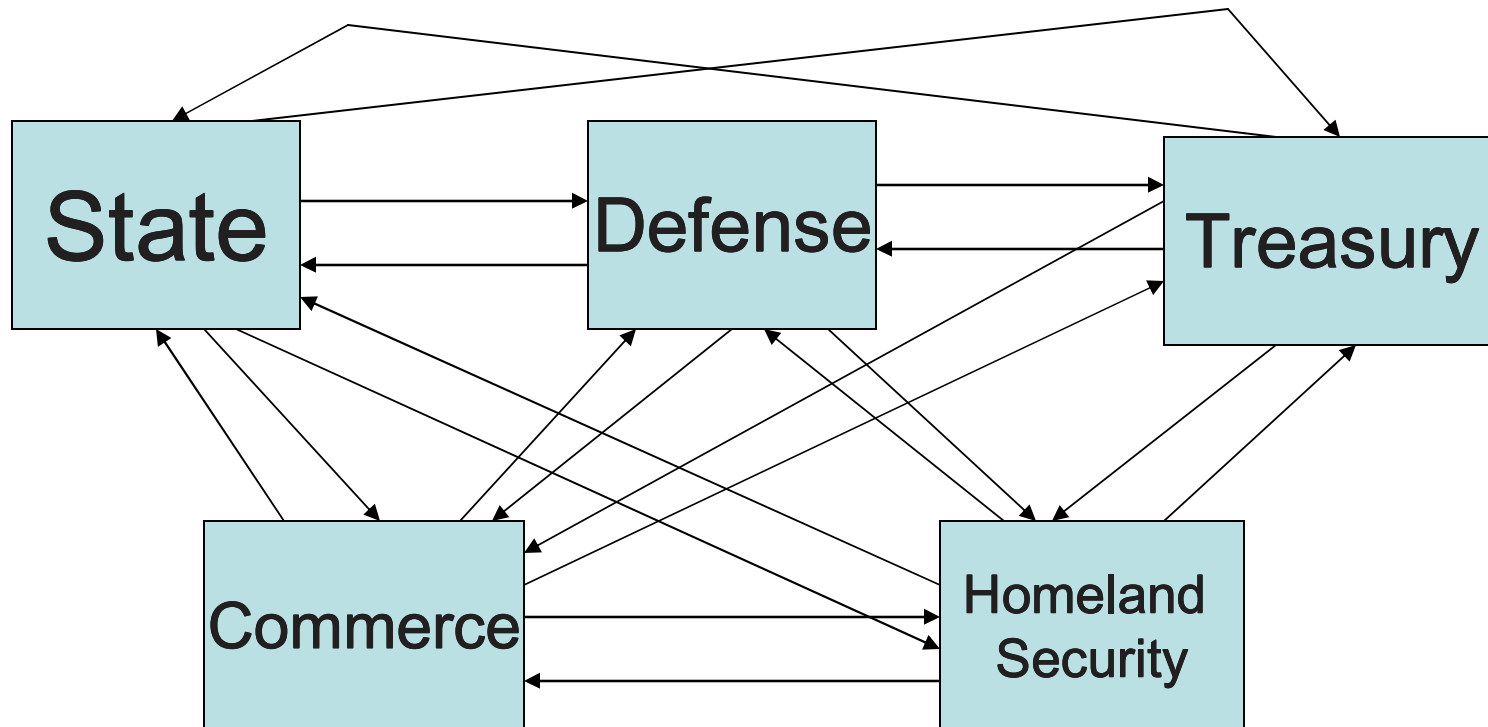 State
Defense
Treasury
Commerce
Homeland
Security